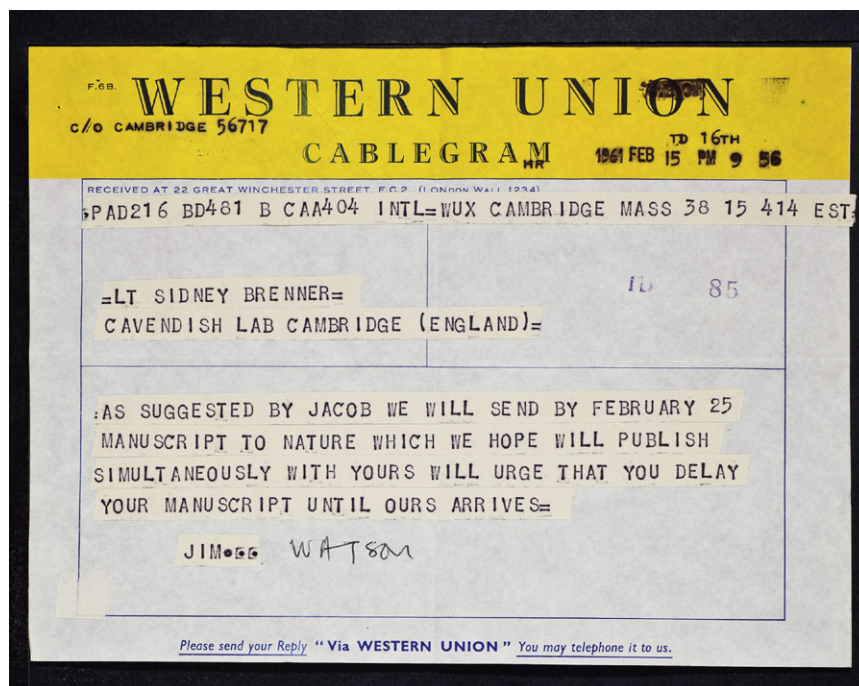 F.6B. WESTERN UNION
C/O CAMBRIDGE 56717
CABLEGRAM
HR
TD 16TH
1961 FEB 15 PM 9 56
RECEIVED AT 22 GREAT WINCHESTER STREET, E.C.2. (LONDON WALL 1234)
PAD216 BD481 B CAA404 INTL=WUX CAMBRIDGE MASS 38 15 414 EST=
=LT SIDNEY BRENNER=
85
CAVENDISH LAB CAMBRIDGE (ENGLAND)=
:AS SUGGESTED BY JACOB WE WILL SEND BY FEBRUARY 25
MANUSCRIPT TO NATURE WHICH WE HOPE WILL PUBLISH
SIMULTANEOUSLY WITH YOURS WILL URGE THAT YOU DELAY
YOUR MANUSCRIPT UNTIL OURS ARRIVES=
JIM WATSON
Please send your Reply "Via WESTERN UNION" You may telephone it to us.